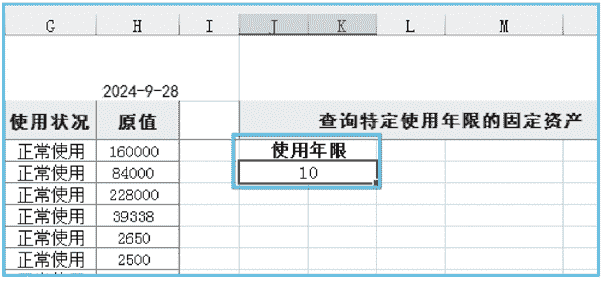 G H I J K L M
2024-9-28
使用状况 原值 查询特定使用年限的固定资产
正常使用 160000 使用年限
正常使用 84000 10
正常使用 228000
正常使用 39338
正常使用 2650
正常使用 2500